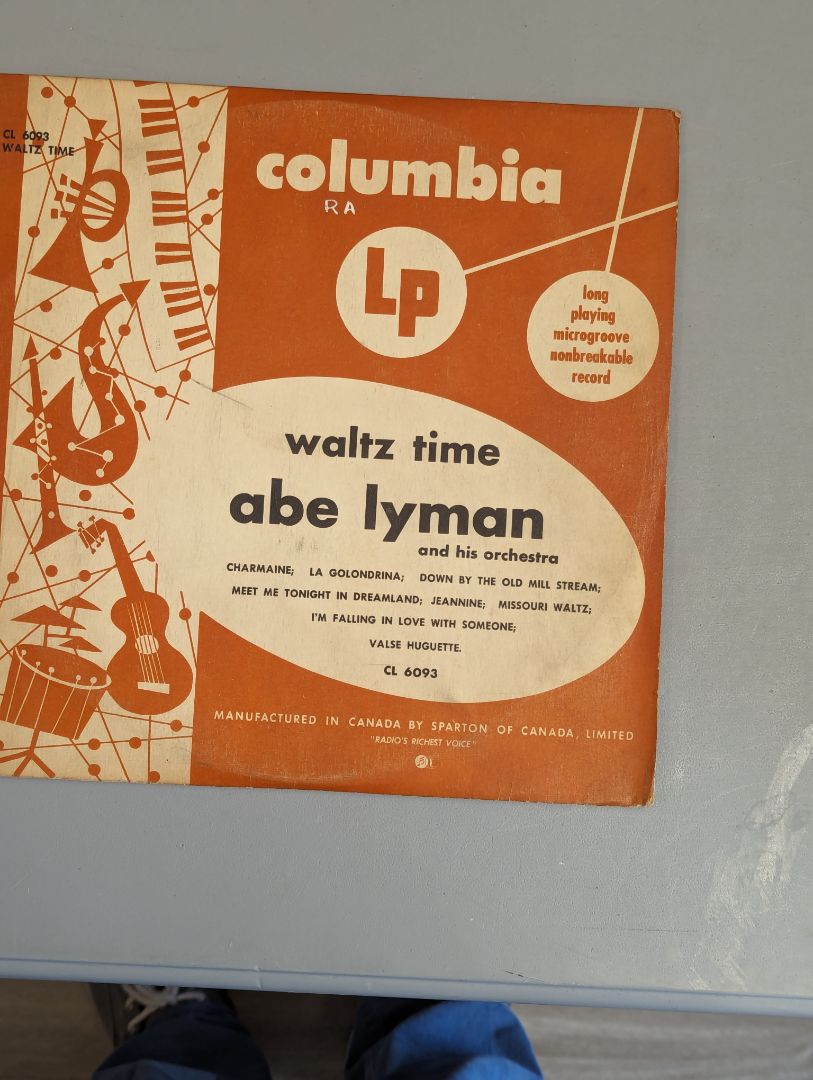 CL 6093
WALTZ TIME
columbia
RA
LP
long
playing
microgroove
nonbreakable
record
waltz time
abe lyman
and his orchestra
CHARMAINE; LA GOLONDRINA; DOWN BY THE OLD MILL STREAM;
MEET ME TONIGHT IN DREAMLAND; JEANNINE; MISSOURI WALTZ;
I'M FALLING IN LOVE WITH SOMEONE;
VALSE HUGUETTE.
CL 6093
MANUFACTURED IN CANADA BY SPARTON OF CANADA, LIMITED
"RADIO'S RICHEST VOICE"